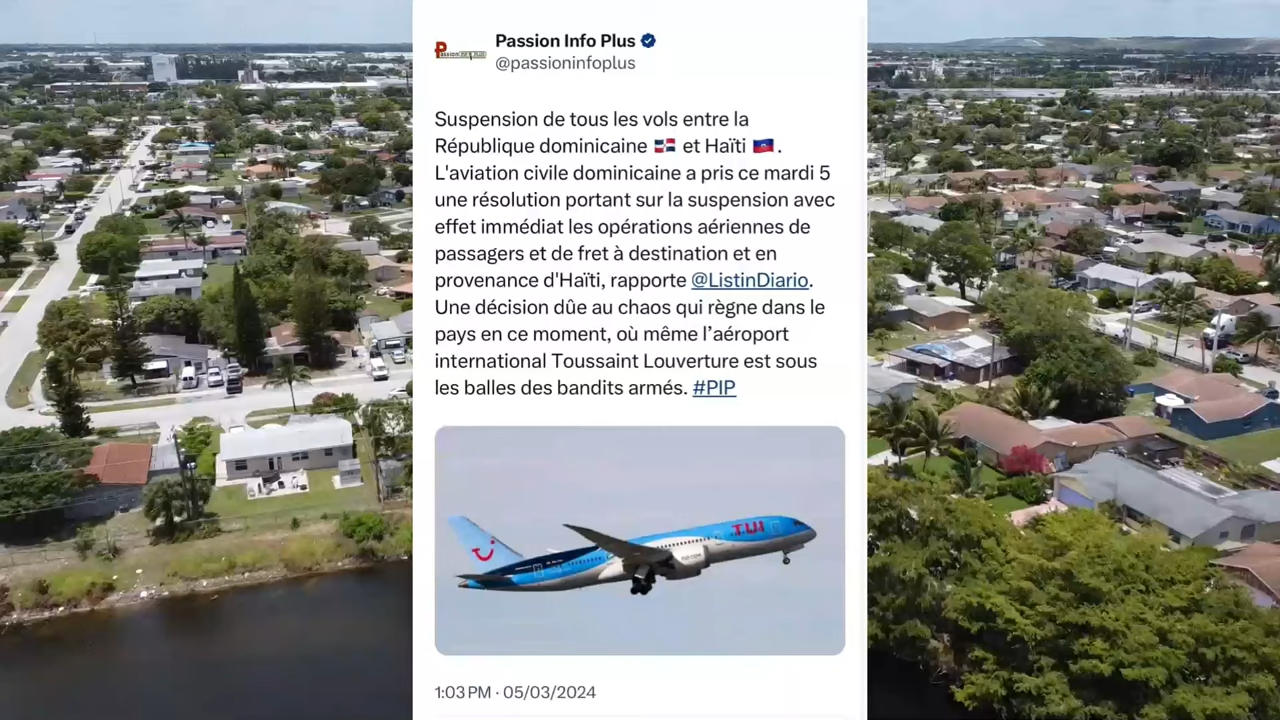 Passion Info Plus
@passioninfoplus
Suspension de tous les vols entre la
République dominicaine 🇩🇴 et Haïti 🇭🇹.
L'aviation civile dominicaine a pris ce mardi 5
une résolution portant sur la suspension avec
effet immédiat les opérations aériennes de
passagers et de fret à destination et en
provenance d'Haïti, rapporte @ListinDiario.
Une décision dûe au chaos qui règne dans le
pays en ce moment, où même l’aéroport
international Toussaint Louverture est sous
les balles des bandits armés. #PIP
TUI
1:03 PM · 05/03/2024